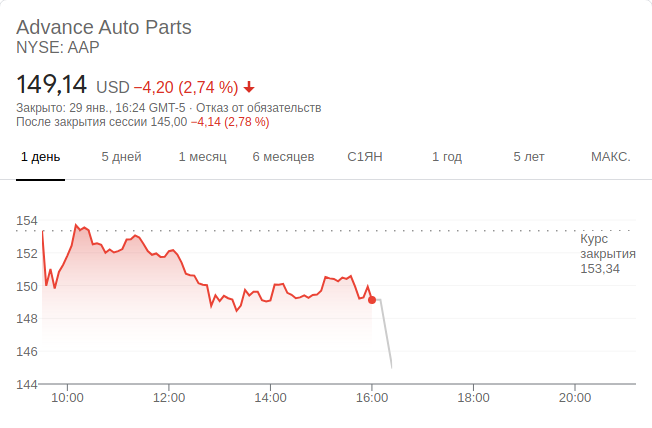 Advance Auto Parts
NYSE: AAP
149,14 USD −4,20 (2,74 %)
Закрыто: 29 янв., 16:24 GMT-5 · Отказ от обязательств
После закрытия сессии 145,00 −4,14 (2,78 %)
1 день 5 дней 1 месяц 6 месяцев С1ЯН 1 год 5 лет МАКС.
154
Курс
152
закрытия
153,34
150
148
146
144
10:00 12:00 14:00 16:00 18:00 20:00